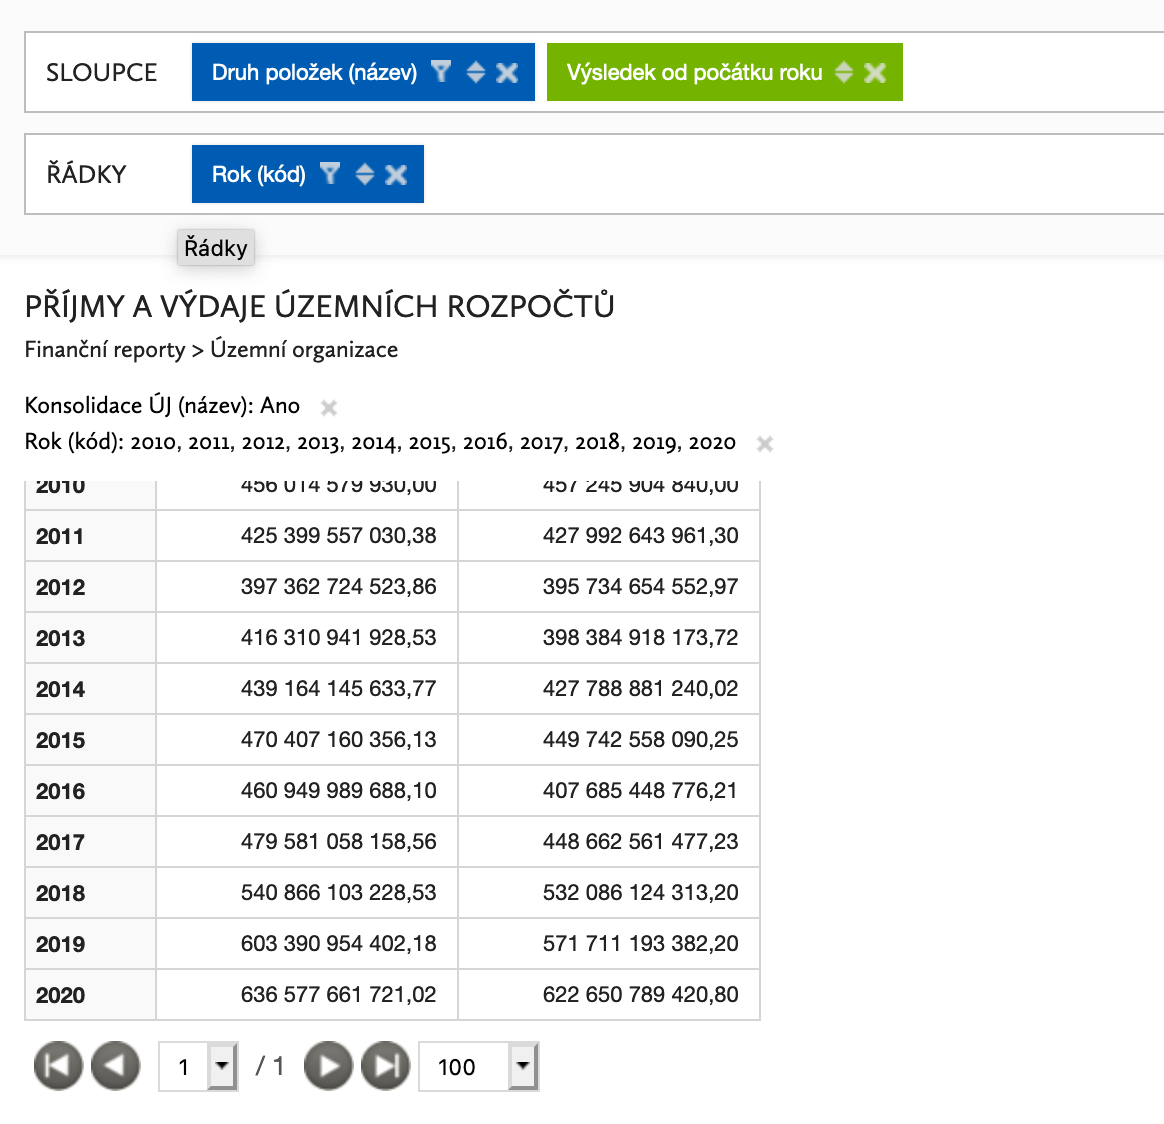 SLOUPCE Druh položek (název) Výsledek od počátku roku
ŘÁDKY Rok (kód)
Řádky
PŘÍJMY A VÝDAJE ÚZEMNÍCH ROZPOČTŮ
Finanční reporty > Územní organizace
Konsolidace ÚJ (název): Ano
Rok (kód): 2010, 2011, 2012, 2013, 2014, 2015, 2016, 2017, 2018, 2019, 2020
2010 456 014 579 930,00 457 245 904 840,00
2011 425 399 557 030,38 427 992 643 961,30
2012 397 362 724 523,86 395 734 654 552,97
2013 416 310 941 928,53 398 384 918 173,72
2014 439 164 145 633,77 427 788 881 240,02
2015 470 407 160 356,13 449 742 558 090,25
2016 460 949 989 688,10 407 685 448 776,21
2017 479 581 058 158,56 448 662 561 477,23
2018 540 866 103 228,53 532 086 124 313,20
2019 603 390 954 402,18 571 711 193 382,20
2020 636 577 661 721,02 622 650 789 420,80
1 / 1 100